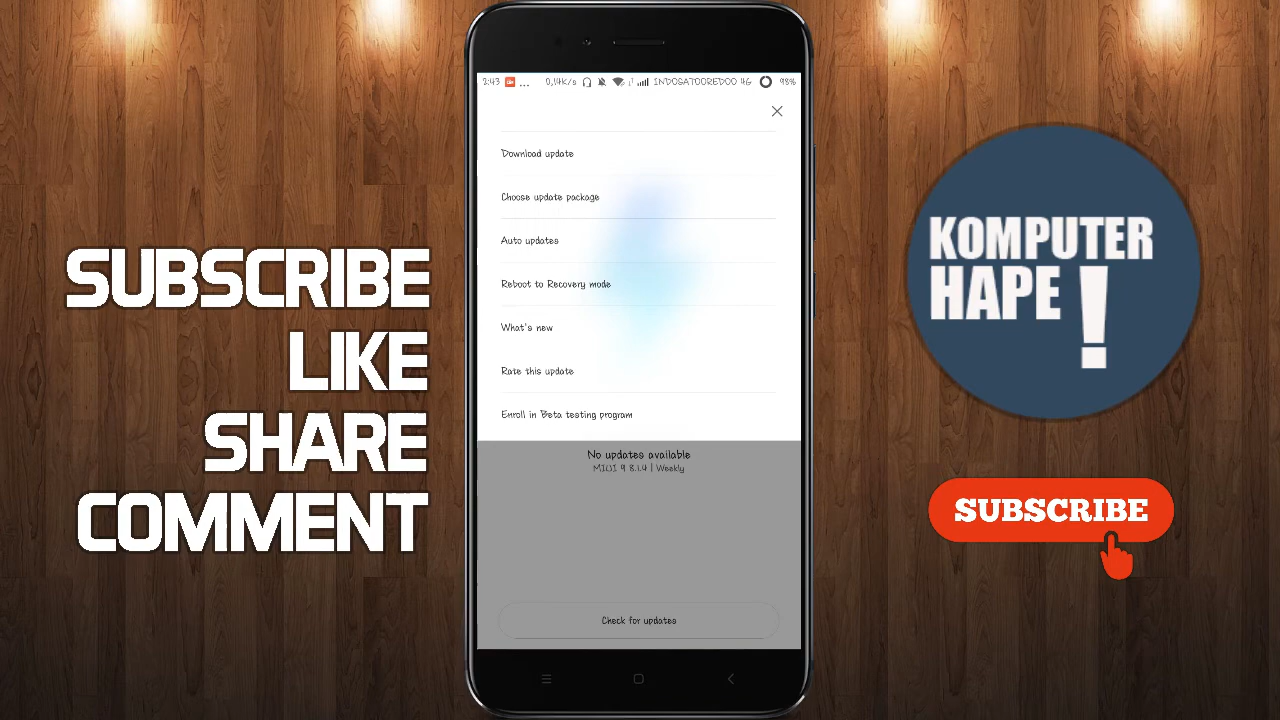 SUBSCRIBE
LIKE
SHARE
COMMENT
2:43 ... 0,14K/s INDOSATOOREDOO 4G 98%
Download update
Choose update package
Auto updates
Reboot to Recovery mode
What's new
Rate this update
Enroll in Beta testing program
No updates available
MIUI 9 8.1.4 | Weekly
Check for updates
KOMPUTER
HAPE !
SUBSCRIBE